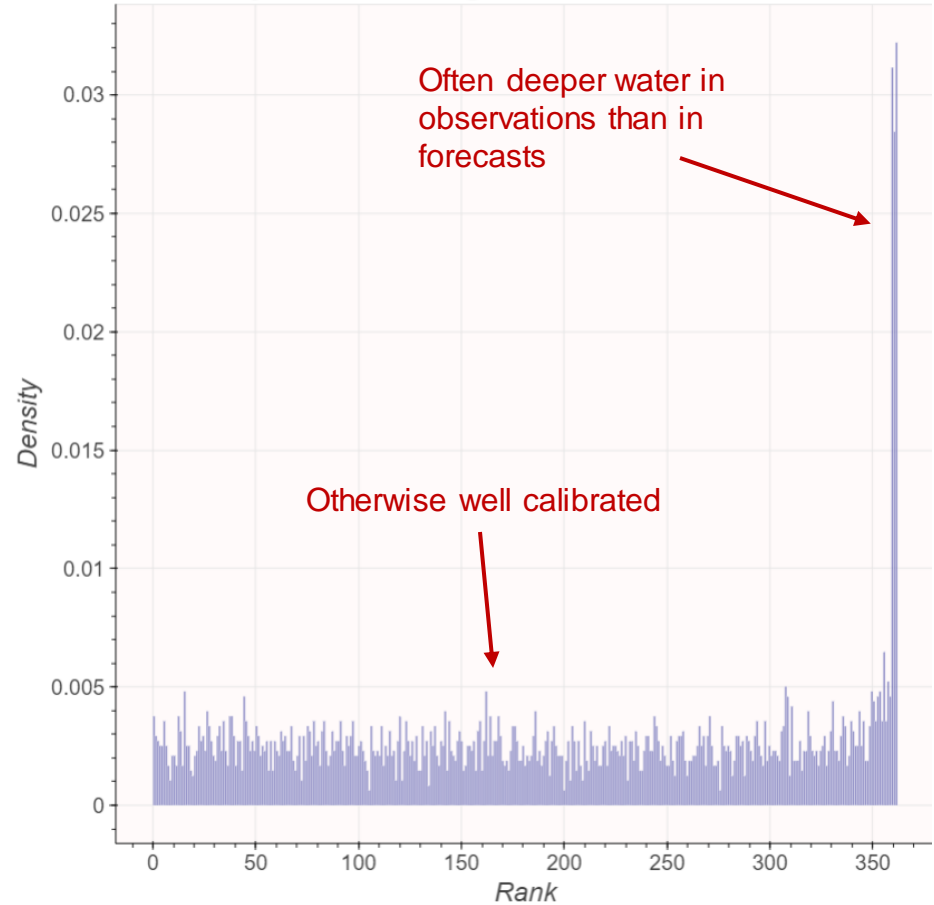 Often deeper water in
observations than in
forecasts
Otherwise well calibrated
Density
0.03
0.025
0.02
0.015
0.01
0.005
0
0 50 100 150 200 250 300 350
Rank